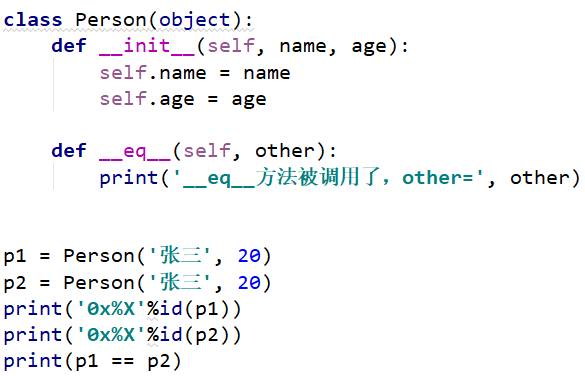 class Person(object):
    def __init__(self, name, age):
        self.name = name
        self.age = age

    def __eq__(self, other):
        print('__eq__方法被调用了，other=', other)


p1 = Person('张三', 20)
p2 = Person('张三', 20)
print('0x%X'%id(p1))
print('0x%X'%id(p2))
print(p1 == p2)